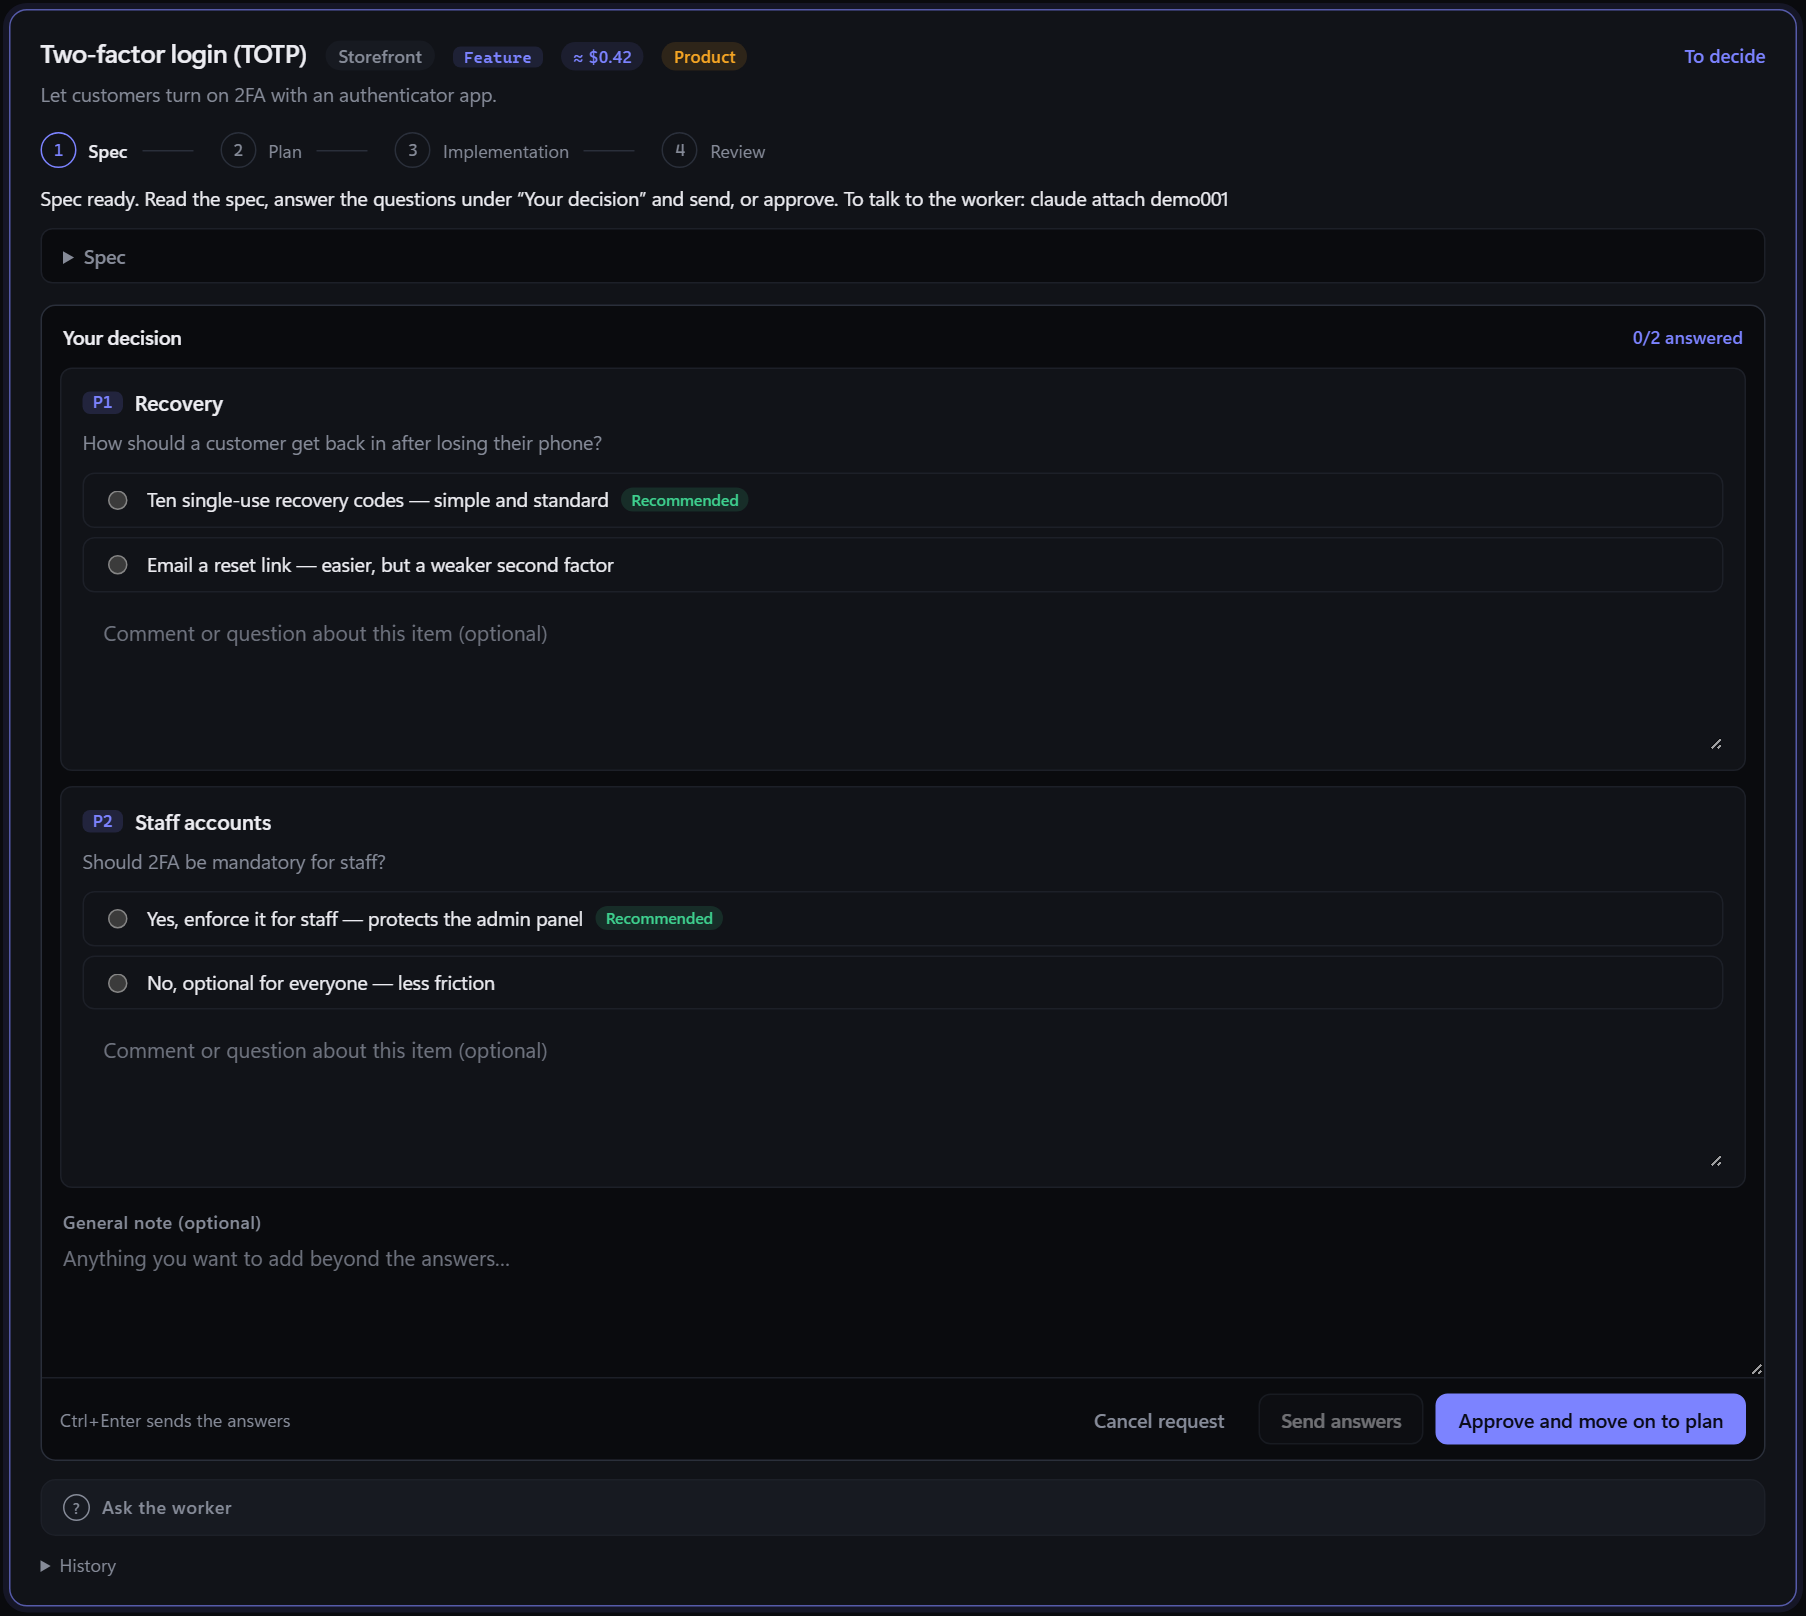 Two-factor login (TOTP) Storefront Feature ≈ $0.42 Product To decide
Let customers turn on 2FA with an authenticator app.
1 Spec 2 Plan 3 Implementation 4 Review
Spec ready. Read the spec, answer the questions under “Your decision” and send, or approve. To talk to the worker: claude attach demo001
Spec
Your decision 0/2 answered
P1 Recovery
How should a customer get back in after losing their phone?
Ten single-use recovery codes — simple and standard Recommended
Email a reset link — easier, but a weaker second factor
Comment or question about this item (optional)
P2 Staff accounts
Should 2FA be mandatory for staff?
Yes, enforce it for staff — protects the admin panel Recommended
No, optional for everyone — less friction
Comment or question about this item (optional)
General note (optional)
Anything you want to add beyond the answers...
Ctrl+Enter sends the answers Cancel request Send answers Approve and move on to plan
? Ask the worker
History